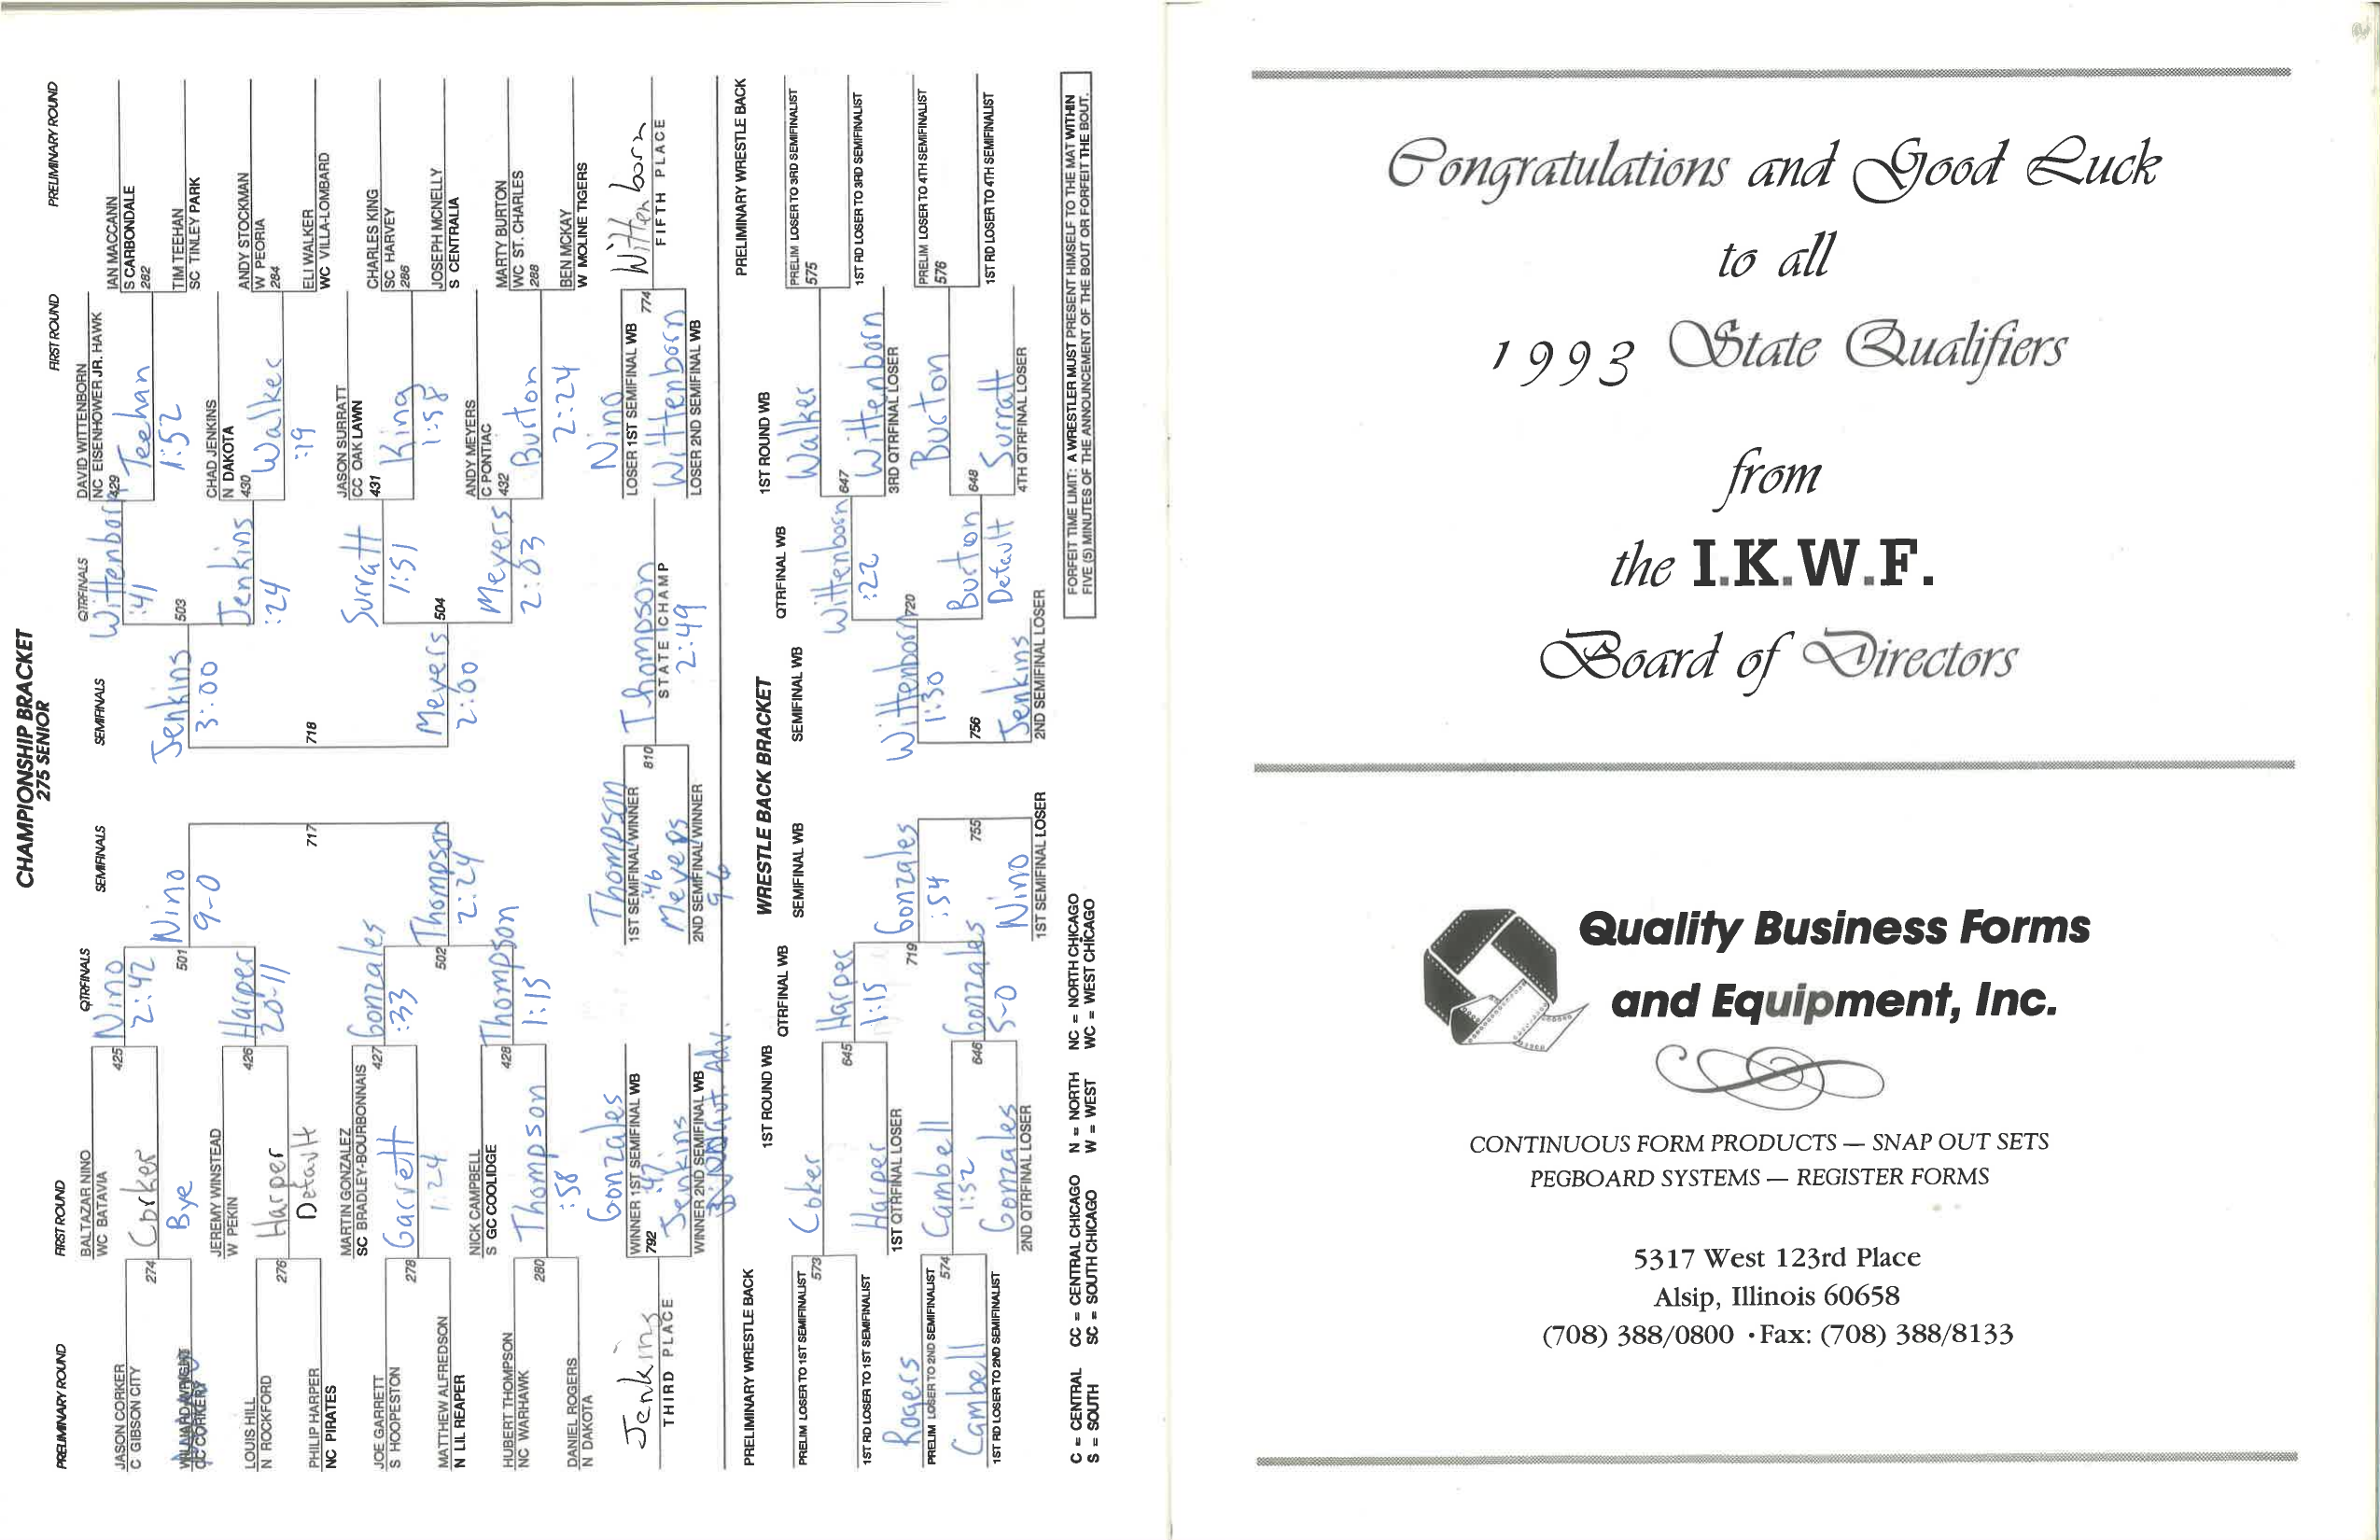 CHAMPIONSHIP BRACKET
275 SENIOR
PRELIMINARY ROUND
FIRST ROUND
QTRFINALS
SEMIFINALS
SEMIFINALS
QTRFINALS
FIRST ROUND
PRELIMINARY ROUND
BALTAZAR NINO
WC BATAVIA
425
Nino
2:42
JASON CORKER
C GIBSON CITY
274
Corker
Bye
501
Nino
9-0
JEREMY WINSTEAD
W PEKIN
426
Harper
20-11
LOUIS HILL
N ROCKFORD
276
Harper
Default
PHILIP HARPER
NC PIRATES
717
MARTIN GONZALEZ
SC BRADLEY-BOURBONNAIS
427
Gonzales
:33
JOE GARRETT
S HOOPESTON
278
Garrett
1:24
MATTHEW ALFREDSON
N LIL REAPER
502
Thompson
2:24
NICK CAMPBELL
S GC COOLIDGE
428
Thompson
1:15
HUBERT THOMPSON
NC WARHAWK
280
Thompson
:58
DANIEL ROGERS
N DAKOTA
DAVID WITTENBORN
NC EISENHOWER JR. HAWK
429
Wittenborn
:41
IAN MACCANN
S CARBONDALE
282
Teehan
1:52
TIM TEEHAN
SC TINLEY PARK
503
Jenkins
3:00
CHAD JENKINS
N DAKOTA
430
Jenkins
:24
ANDY STOCKMAN
W PEORIA
284
Walker
:19
ELI WALKER
WC VILLA-LOMBARD
718
JASON SURRATT
CC OAK LAWN
431
Surratt
1:51
CHARLES KING
SC HARVEY
286
King
1:58
JOSEPH MCNELLY
S CENTRALIA
504
Meyers
2:00
ANDY MEYERS
C PONTIAC
432
Meyers
2:03
MARTY BURTON
WC ST. CHARLES
288
Burton
2:24
BEN MCKAY
W MOLINE TIGERS
Jenkins
THIRD PLACE
Gonzales
WINNER 1ST SEMIFINAL WB
792
:47
Jenkins
WINNER 2ND SEMIFINAL WB
Adv.
Thompson
1ST SEMIFINAL WINNER
:46
810
Meyers
2ND SEMIFINAL WINNER
9-6
Thompson
STATE CHAMP
2:49
Nino
LOSER 1ST SEMIFINAL WB
774
Wittenborn
LOSER 2ND SEMIFINAL WB
Wittenborn
FIFTH PLACE
WRESTLE BACK BRACKET
PRELIMINARY WRESTLE BACK
1ST ROUND WB
QTRFINAL WB
SEMIFINAL WB
SEMIFINAL WB
QTRFINAL WB
1ST ROUND WB
PRELIMINARY WRESTLE BACK
PRELIM LOSER TO 1ST SEMIFINALIST
573
1ST RD LOSER TO 1ST SEMIFINALIST
Coker
645
Harper
1ST QTRFINAL LOSER
Harper
1:15
719
Gonzales
:54
Rogers
PRELIM LOSER TO 2ND SEMIFINALIST
574
Cambell
1ST RD LOSER TO 2ND SEMIFINALIST
Cambell
1:52
646
Gonzales
2ND QTRFINAL LOSER
Gonzales
5-0
755
Nino
1ST SEMIFINAL LOSER
PRELIM LOSER TO 3RD SEMIFINALIST
575
1ST RD LOSER TO 3RD SEMIFINALIST
Walker
647
Wittenborn
3RD QTRFINAL LOSER
Wittenborn
:22
720
Wittenborn
1:30
PRELIM LOSER TO 4TH SEMIFINALIST
576
1ST RD LOSER TO 4TH SEMIFINALIST
Burton
648
Surratt
4TH QTRFINAL LOSER
Burton
Default
756
Jenkins
2ND SEMIFINAL LOSER
C = CENTRAL CC = CENTRAL CHICAGO N = NORTH NC = NORTH CHICAGO
S = SOUTH SC = SOUTH CHICAGO W = WEST WC = WEST CHICAGO
FORFEIT TIME LIMIT: A WRESTLER MUST PRESENT HIMSELF TO THE MAT WITHIN
FIVE (5) MINUTES OF THE ANNOUNCEMENT OF THE BOUT OR FORFEIT THE BOUT.
Congratulations and Good Luck
to all
1993 State Qualifiers
from
the I.K.W.F.
Board of Directors
Quality Business Forms
and Equipment, Inc.
CONTINUOUS FORM PRODUCTS — SNAP OUT SETS
PEGBOARD SYSTEMS — REGISTER FORMS
5317 West 123rd Place
Alsip, Illinois 60658
(708) 388/0800 • Fax: (708) 388/8133